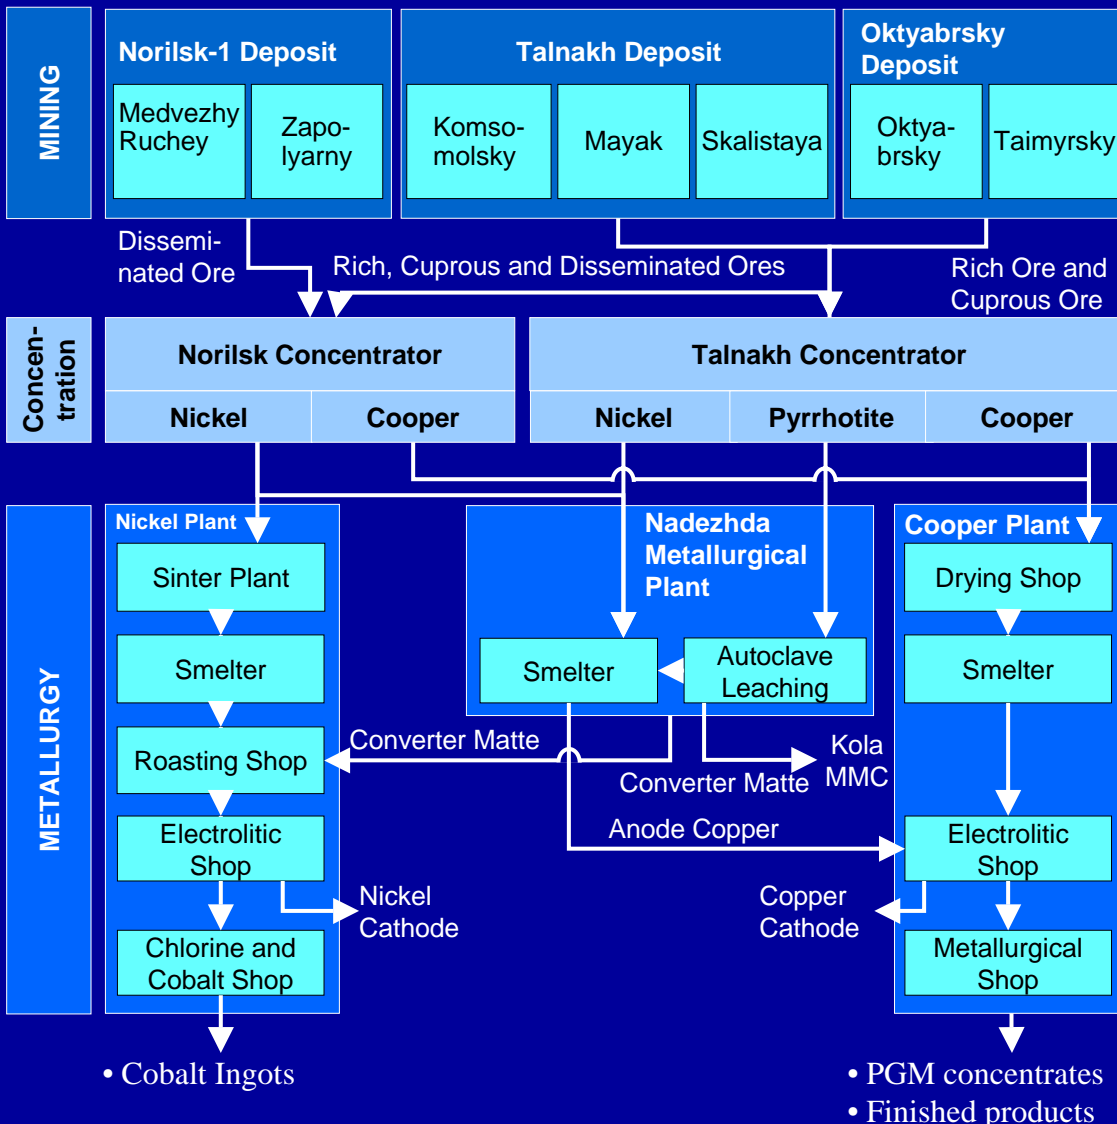 MINING
Norilsk-1 Deposit
Medvezhy
Ruchey
Zapo-
lyarny
Talnakh Deposit
Komso-
molsky
Mayak
Skalistaya
Oktyabrsky
Deposit
Oktya-
brsky
Taimyrsky
Dissemi-
nated Ore
Rich, Cuprous and Disseminated Ores
Rich Ore and
Cuprous Ore
Concen-
tration
Norilsk Concentrator
Nickel
Cooper
Talnakh Concentrator
Nickel
Pyrrhotite
Cooper
METALLURGY
Nickel Plant
Sinter Plant
Smelter
Roasting Shop
Electrolitic
Shop
Chlorine and
Cobalt Shop
Nadezhda
Metallurgical
Plant
Smelter
Autoclave
Leaching
Cooper Plant
Drying Shop
Smelter
Electrolitic
Shop
Metallurgical
Shop
Converter Matte
Converter Matte
Kola
MMC
Anode Copper
Nickel
Cathode
Copper
Cathode
• Cobalt Ingots
• PGM concentrates
• Finished products